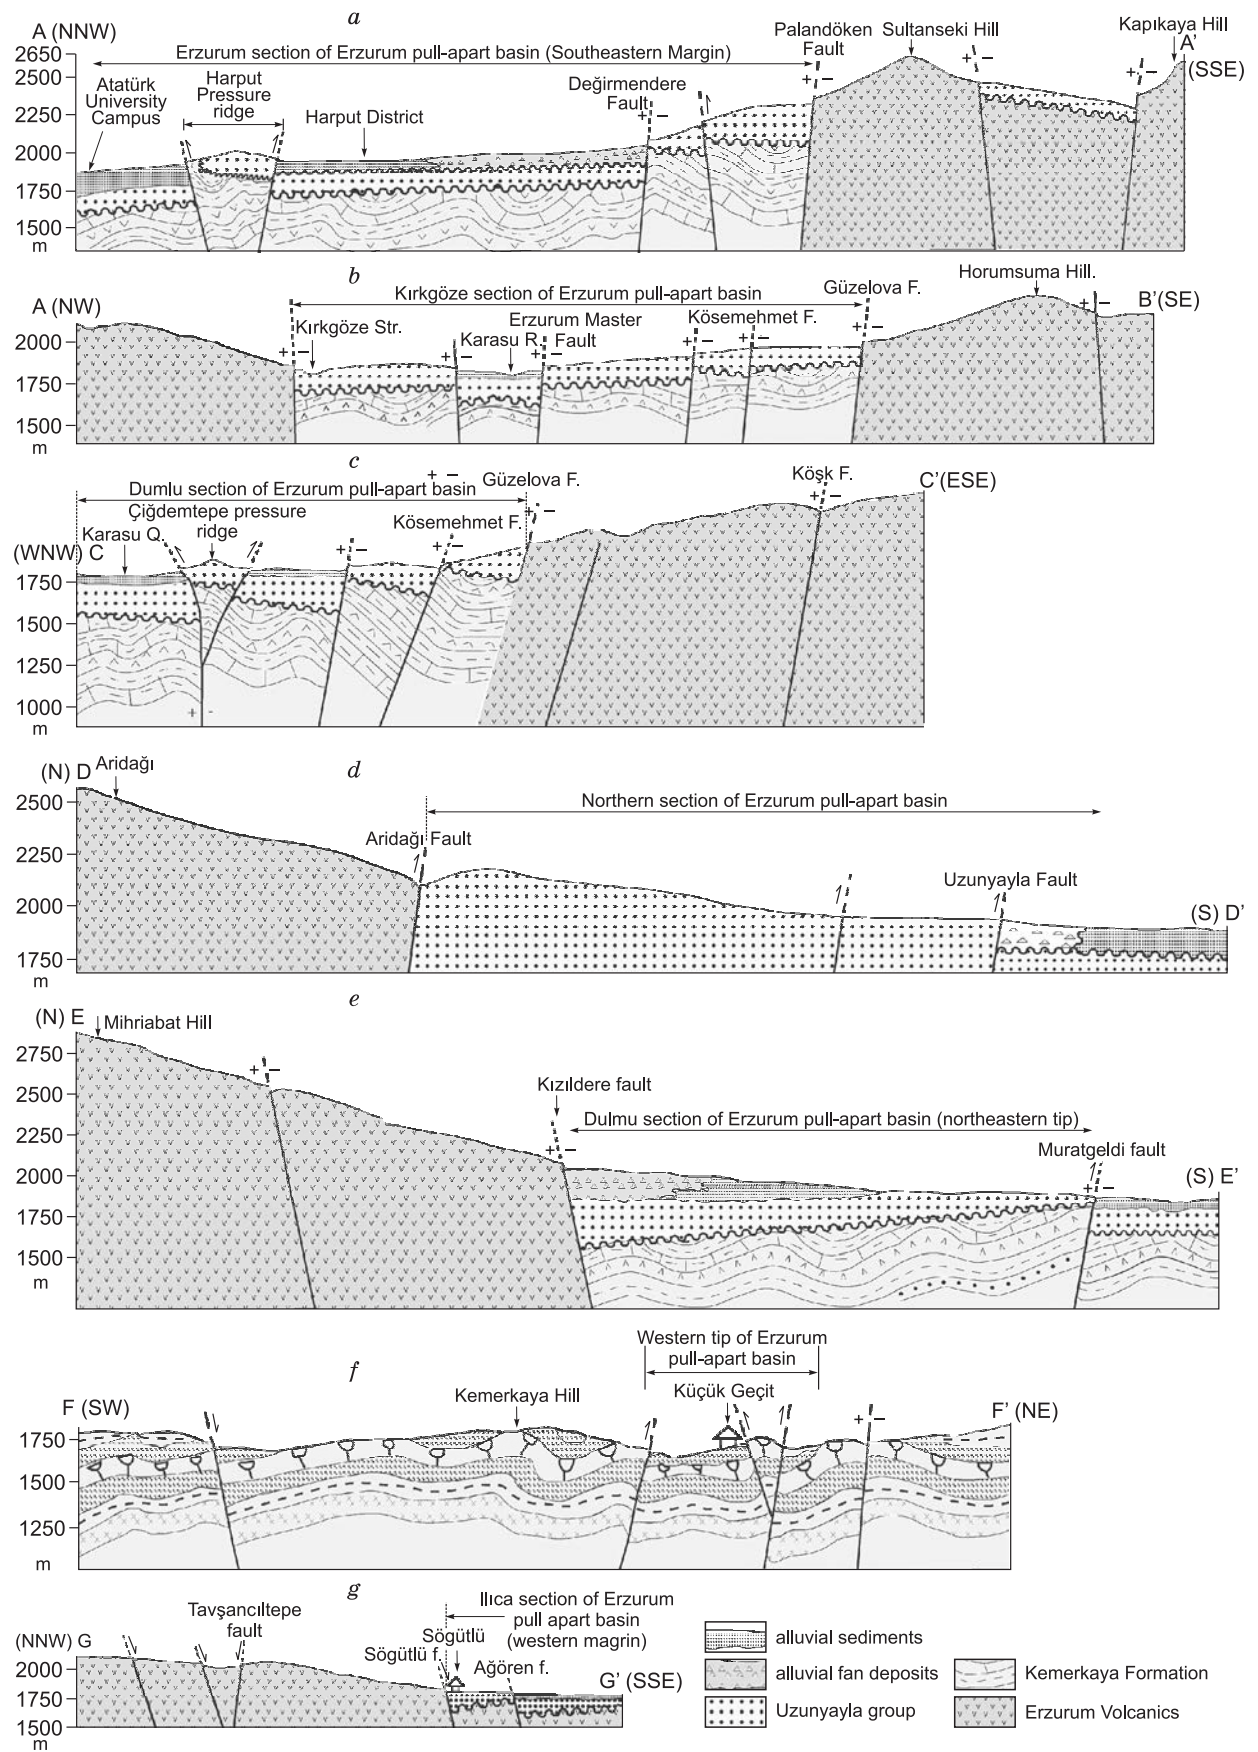 a
A (NNW)
Erzurum section of Erzurum pull-apart basin (Southeastern Margin)
Palandöken
Fault
Sultanseki Hill
Kapıkaya Hill
A'
(SSE)
2650
2500
2250
2000
1750
1500
m
Atatürk
University
Campus
Harput
Pressure
ridge
Harput District
Değirmendere
Fault
+ −
+ −
+ −
+ −
b
A (NW)
Kırkgöze section of Erzurum pull-apart basin
Güzelova F.
Horumsuma Hill.
B'(SE)
Kırkgöze Str.
Erzurum Master
Fault
Karasu R.
Kösemehmet F.
+ −
+ −
+ −
+ −
+ −
+ −
+ −
2000
1750
1500
m
c
+ −
Dumlu section of Erzurum pull-apart basin
Güzelova F.
Köşk F.
C'(ESE)
Çiğdemtepe pressure
ridge
Karasu Q.
Kösemehmet F.
(WNW) C
+ −
+ −
+ −
+ −
+ −
1750
1500
1250
1000
m
d
(N) D
Aridağı
Northern section of Erzurum pull-apart basin
Aridağı Fault
Uzunyayla Fault
(S) D'
2500
2250
2000
1750
m
e
(N) E
Mihriabat Hill
+ −
Kızıldere fault
Dulmu section of Erzurum pull-apart basin (northeastern tip)
Muratgeldi fault
+ −
+ −
(S) E'
2750
2500
2250
2000
1750
1500
m
f
Western tip of Erzurum
pull-apart basin
Küçük Geçit
Kemerkaya Hill
F (SW)
F' (NE)
+ −
1750
1500
1250
m
g
Ilıca section of Erzurum
pull apart basin
(western magrin)
Tavşancıltepe
fault
Sögütlü
Sögütlü f.
Ağören f.
(NNW) G
G' (SSE)
2000
1750
1500
m
alluvial sediments
alluvial fan deposits
Uzunyayla group
Kemerkaya Formation
Erzurum Volcanics